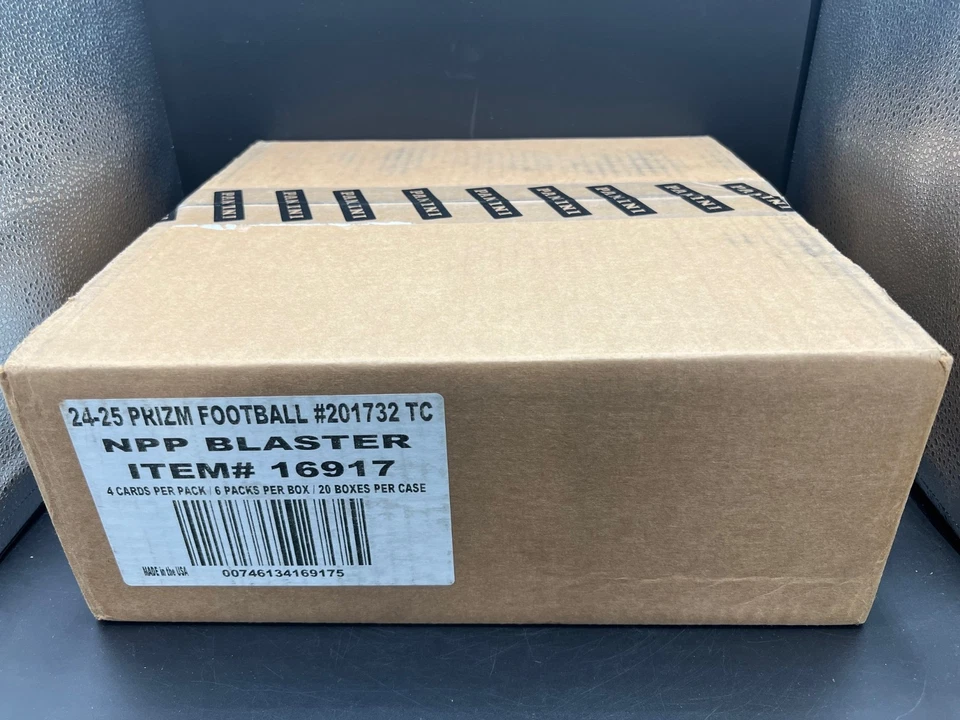 PANINI PANINI PANINI PANINI PANINI PANINI PANINI PANINI PANINI
24-25 PRIZM FOOTBALL #201732 TC
NPP BLASTER
ITEM# 16917
4 CARDS PER PACK / 6 PACKS PER BOX / 20 BOXES PER CASE
MADE in the USA
00746134169175